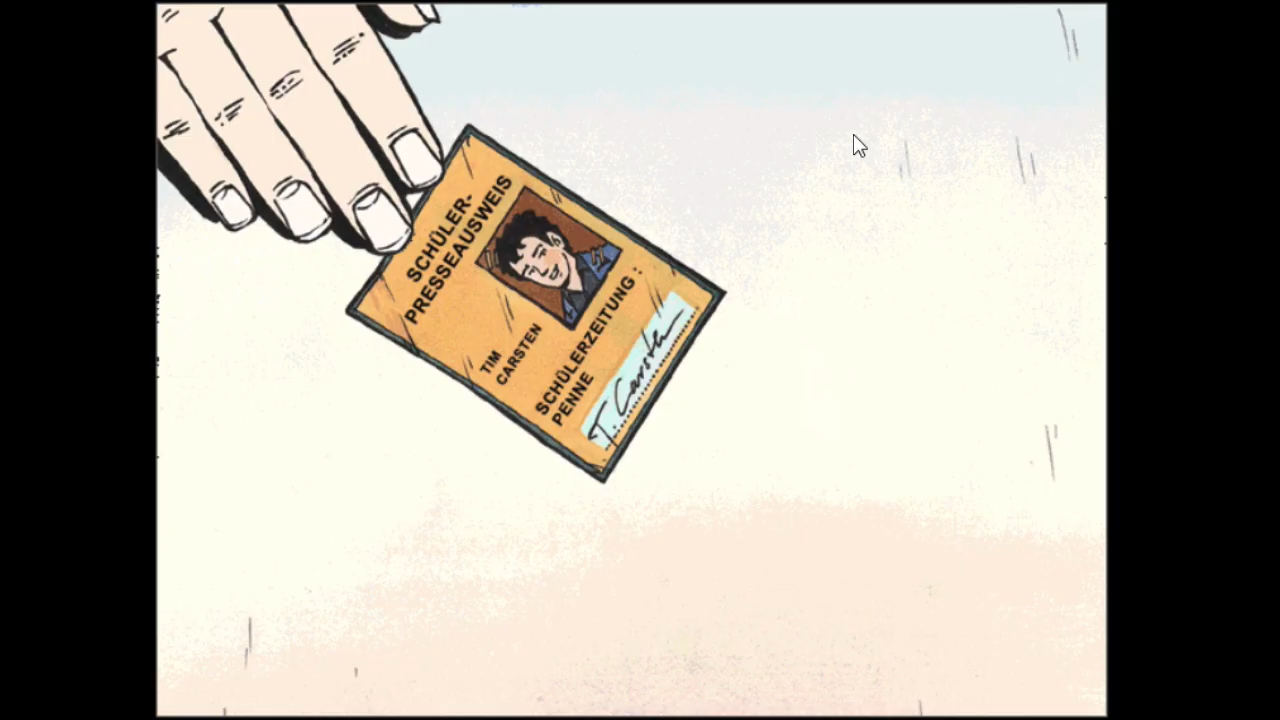 SCHÜLER-
PRESSEAUSWEIS
TIM
CARSTEN
SCHÜLERZEITUNG:
PENNE
T. Carsten